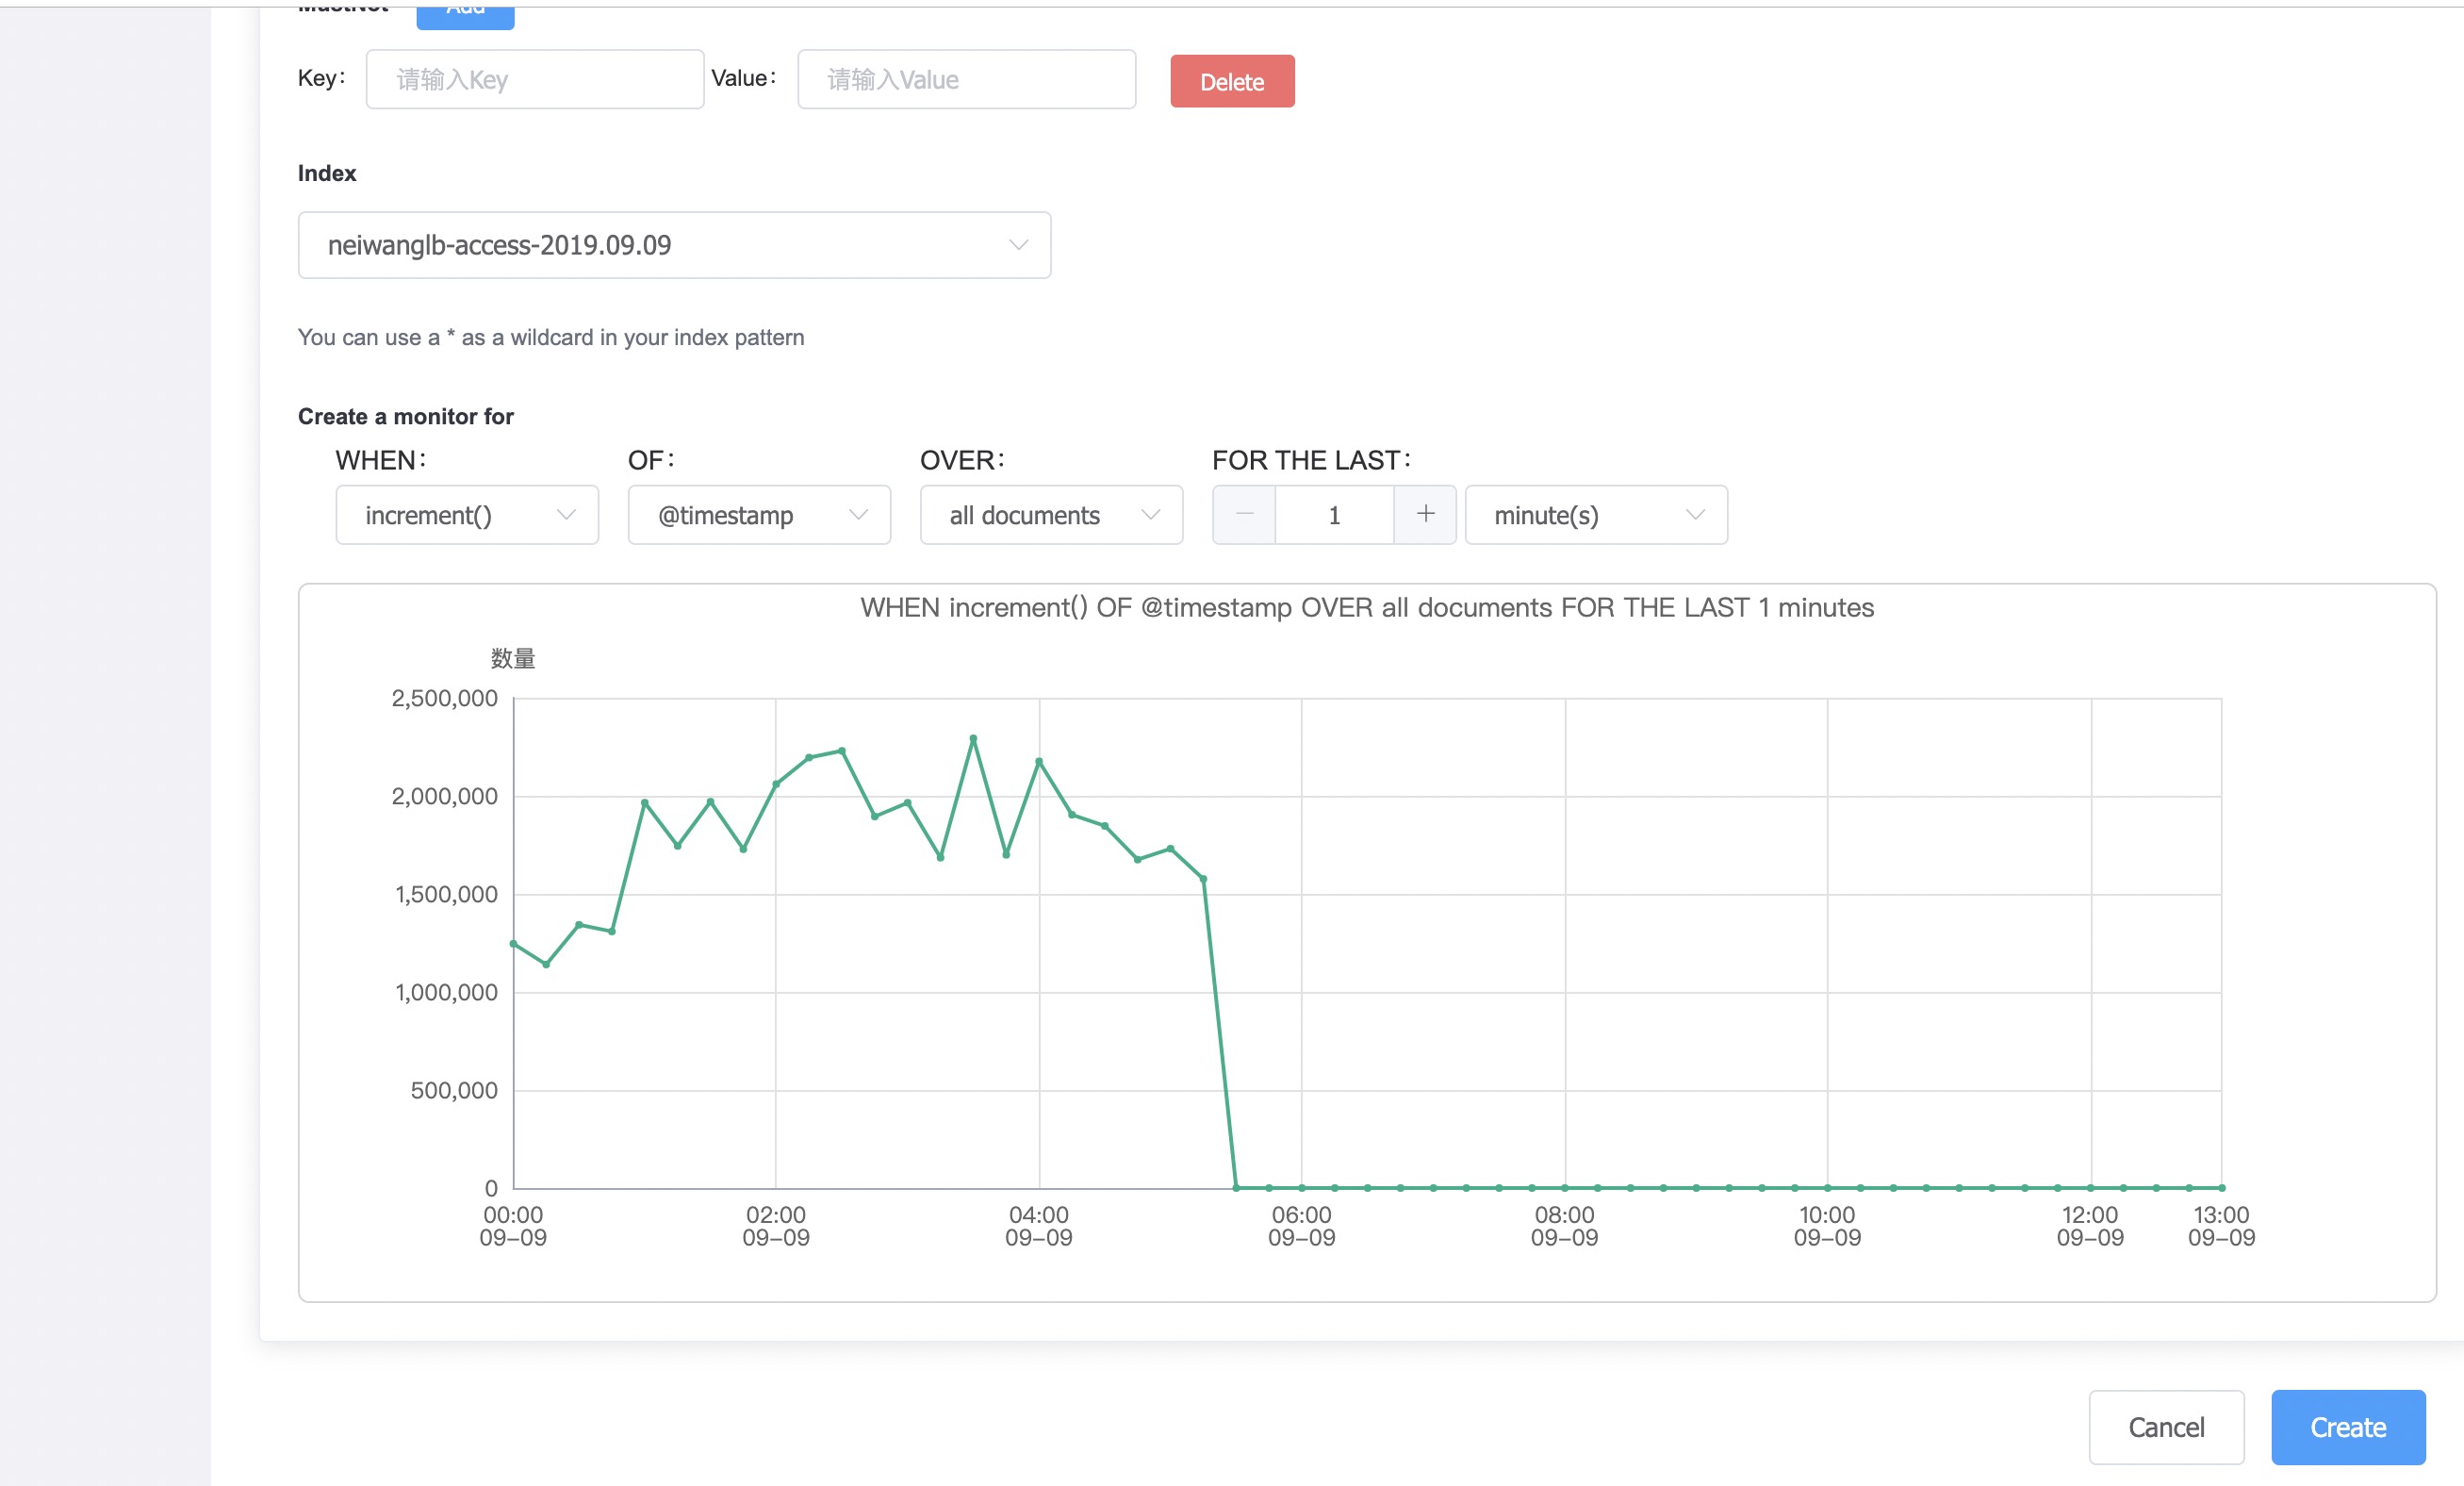 MustNot Add
Key: 请输入Key Value: 请输入Value Delete
Index
neiwanglb-access-2019.09.09
You can use a * as a wildcard in your index pattern
Create a monitor for
WHEN: OF: OVER: FOR THE LAST:
increment() @timestamp all documents — 1 + minute(s)
WHEN increment() OF @timestamp OVER all documents FOR THE LAST 1 minutes
数量
2,500,000
2,000,000
1,500,000
1,000,000
500,000
0
00:00 02:00 04:00 06:00 08:00 10:00 12:00 13:00
09-09 09-09 09-09 09-09 09-09 09-09 09-09 09-09
Cancel Create